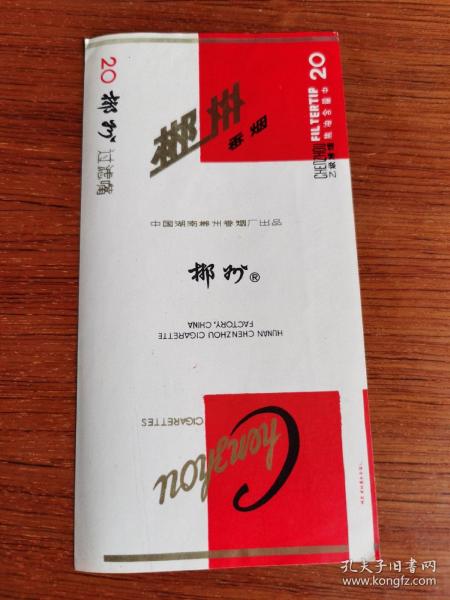 20 郴州 过滤嘴
郴州
香烟
CHENZHOU FILTERTIP 20
中国湖南郴州卷烟厂出品
郴州®
HUNAN CHENZHOU CIGARETTE
FACTORY, CHINA
Chenzhou
CIGARETTES
孔夫子旧书网
www.kongfz.com